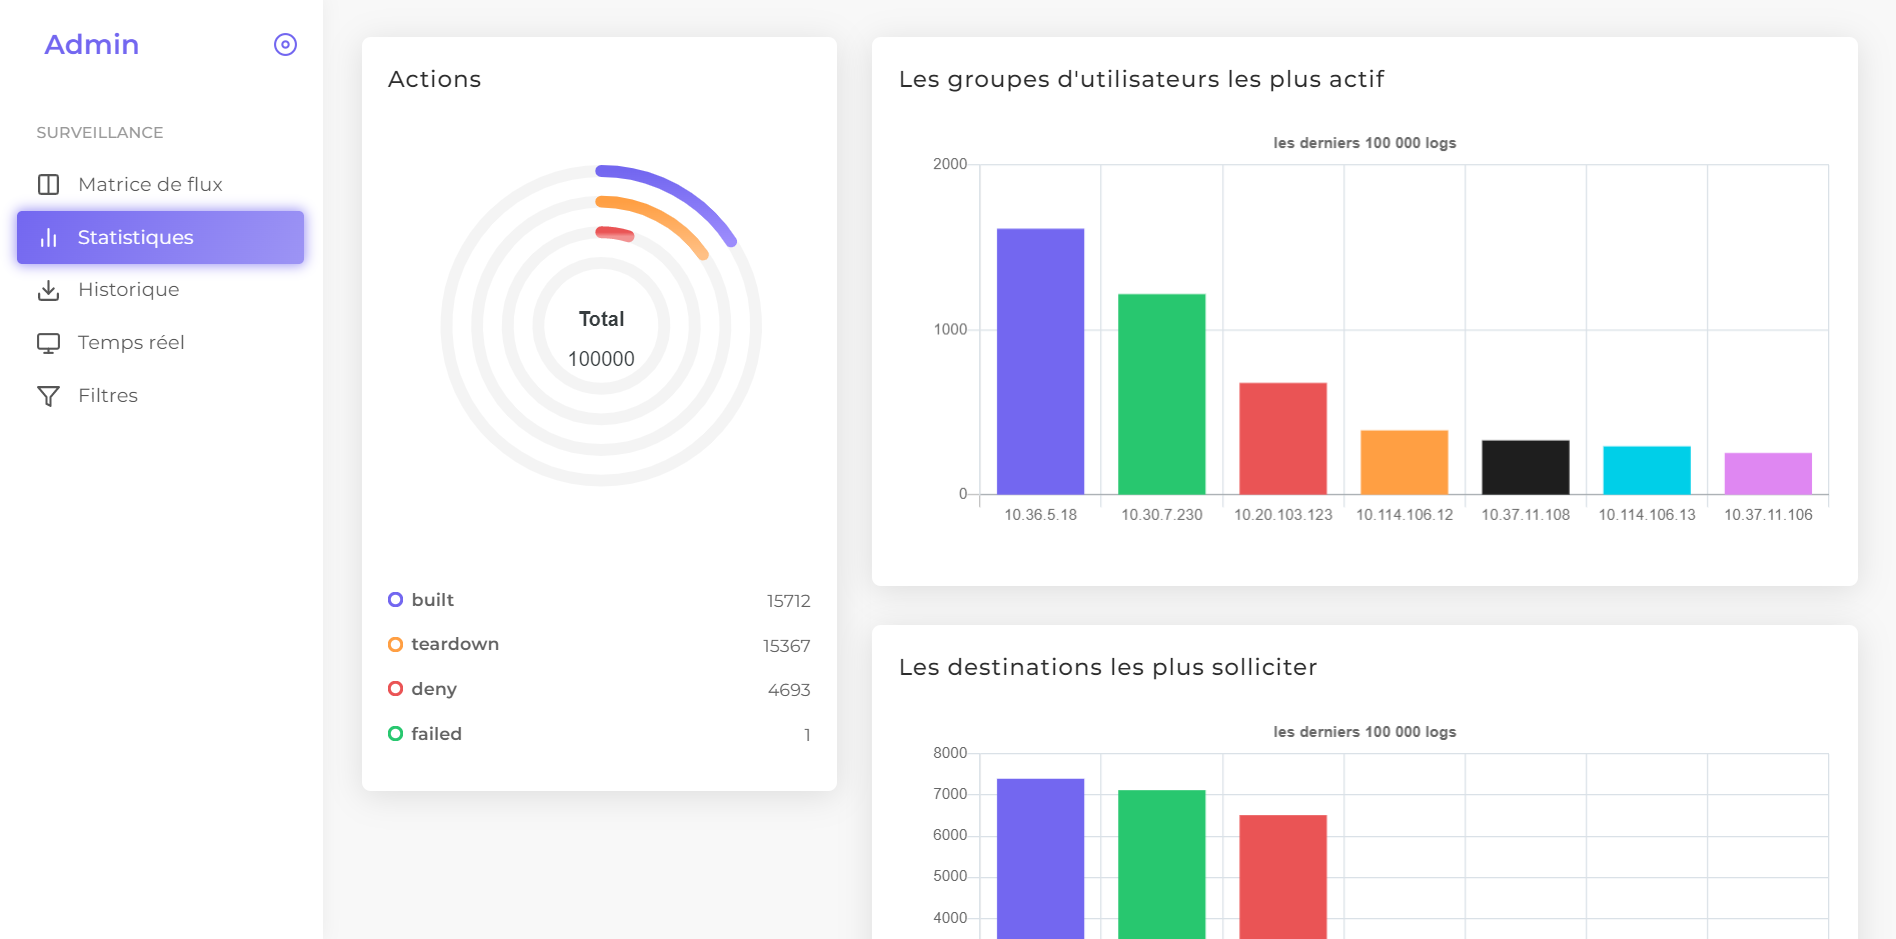 Admin
SURVEILLANCE
Matrice de flux
Statistiques
Historique
Temps réel
Filtres
Actions
Total
100000
built 15712
teardown 15367
deny 4693
failed 1
Les groupes d'utilisateurs les plus actif
les derniers 100 000 logs
2000
1000
0
10.36.5.18 10.30.7.230 10.20.103.123 10.114.106.12 10.37.11.108 10.114.106.13 10.37.11.106
Les destinations les plus solliciter
les derniers 100 000 logs
8000
7000
6000
5000
4000